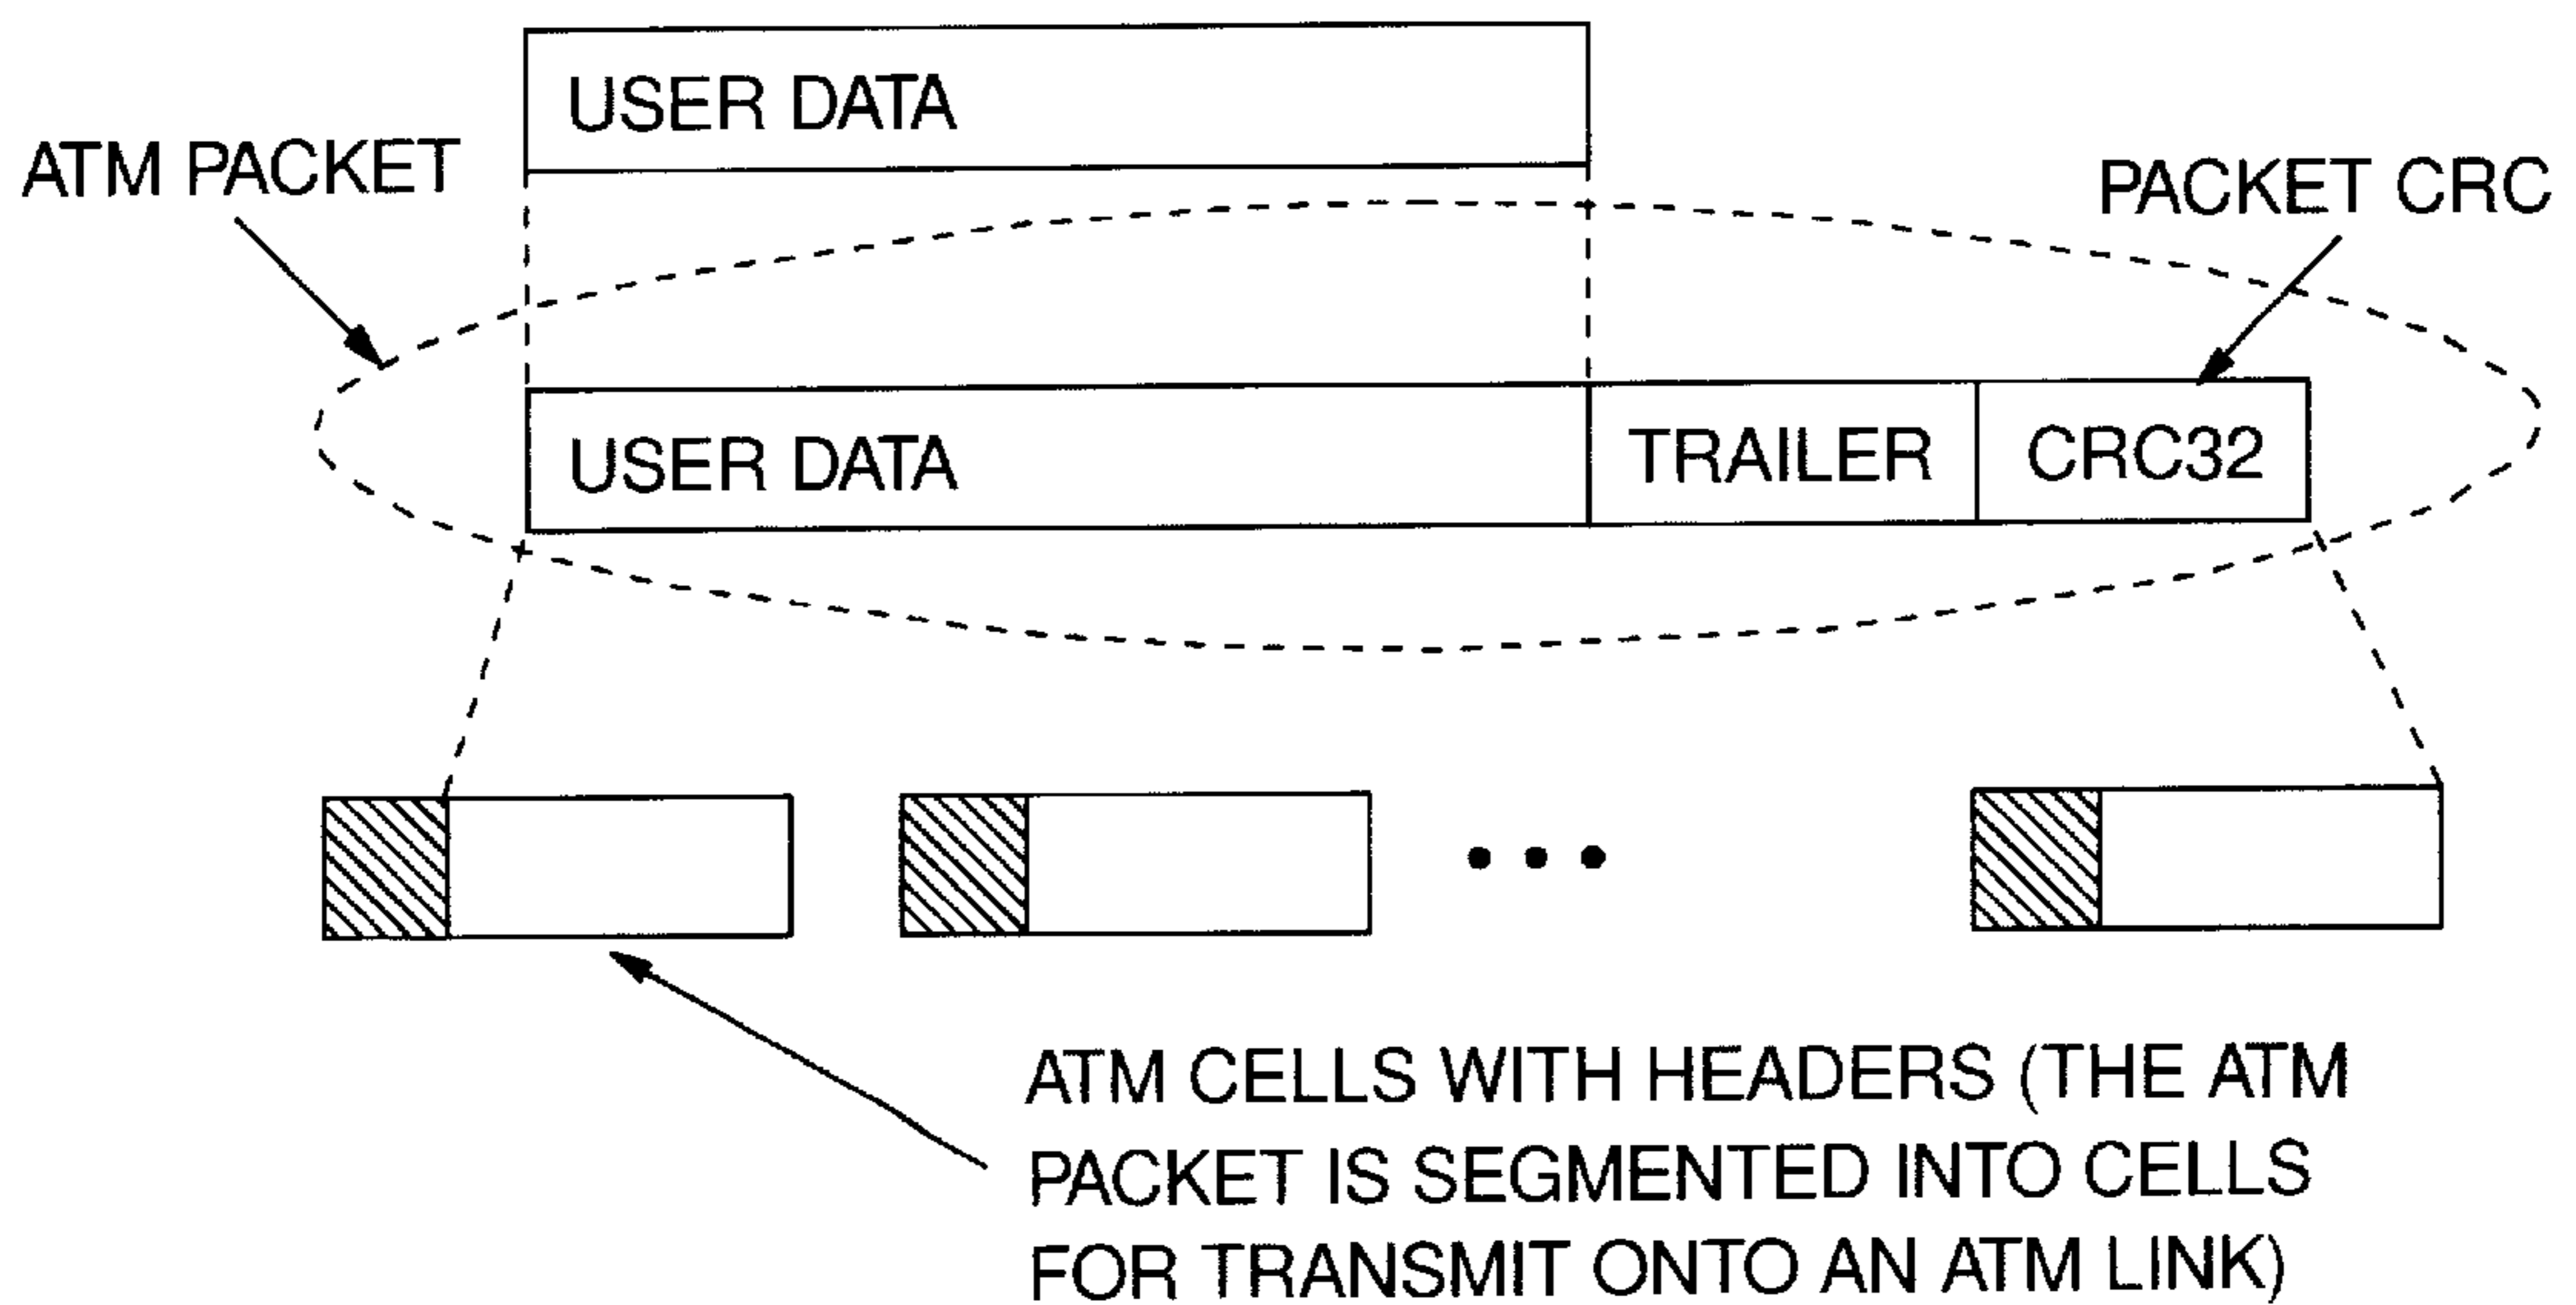 USER DATA
ATM PACKET
PACKET CRC
USER DATA
TRAILER
CRC32
ATM CELLS WITH HEADERS (THE ATM
PACKET IS SEGMENTED INTO CELLS
FOR TRANSMIT ONTO AN ATM LINK)